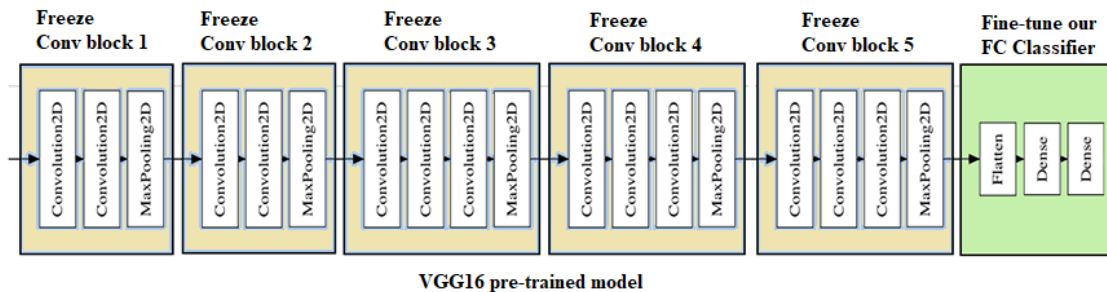 Freeze
Conv block 1
Freeze
Conv block 2
Freeze
Conv block 3
Freeze
Conv block 4
Freeze
Conv block 5
Fine-tune our
FC Classifier
Convolution2D
Convolution2D
MaxPooling2D
Convolution2D
Convolution2D
MaxPooling2D
Convolution2D
Convolution2D
Convolution2D
MaxPooling2D
Convolution2D
Convolution2D
Convolution2D
MaxPooling2D
Convolution2D
Convolution2D
Convolution2D
MaxPooling2D
Flatten
Dense
Dense
VGG16 pre-trained model